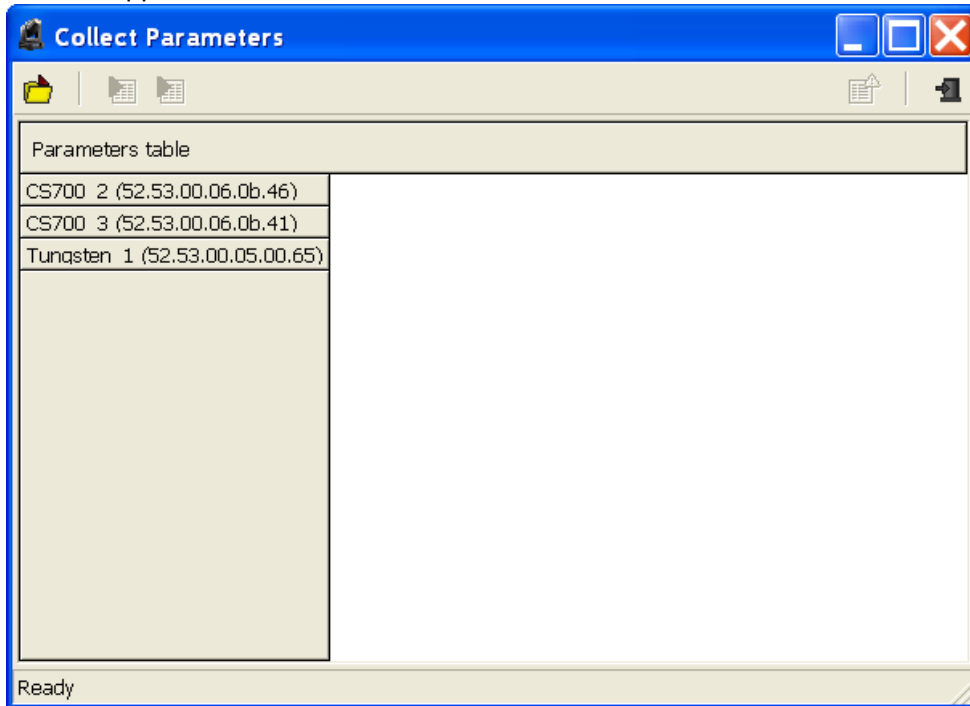 Collect Parameters
Parameters table
CS700 2 (52.53.00.06.0b.46)
CS700 3 (52.53.00.06.0b.41)
Tungsten 1 (52.53.00.05.00.65)
Ready